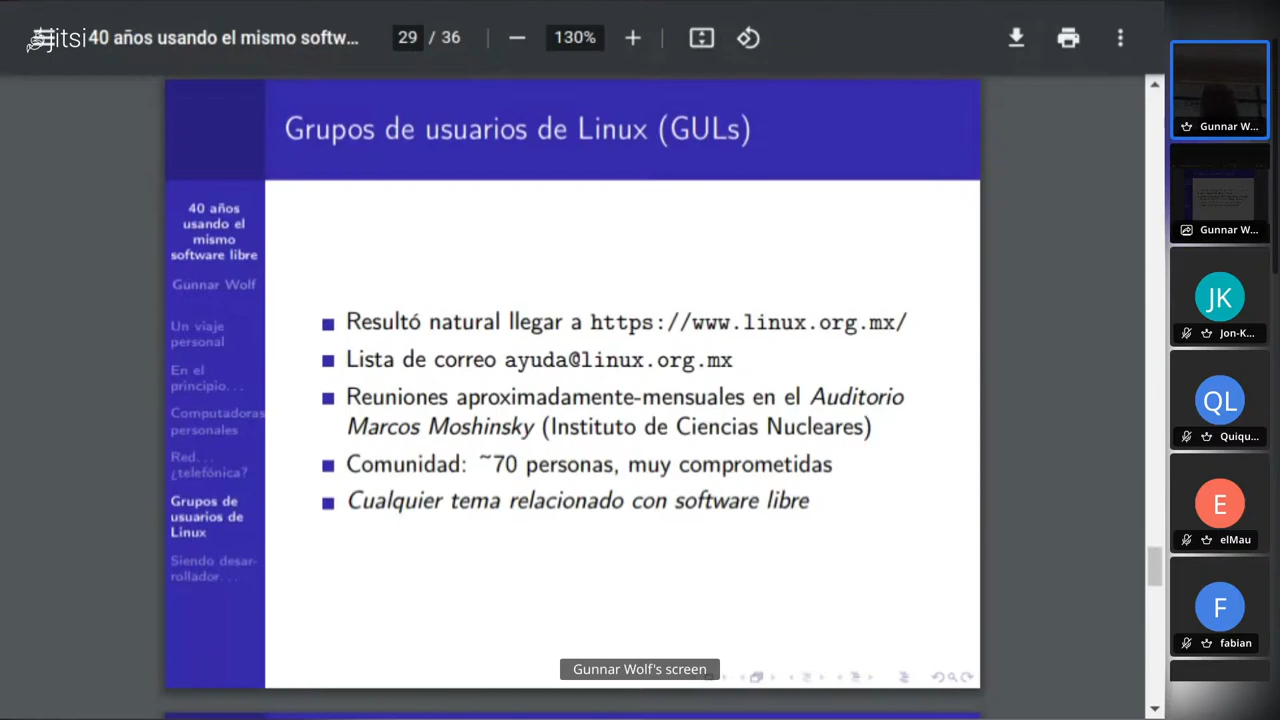 jitsi
40 años usando el mismo softw...
29 / 36
130%
Grupos de usuarios de Linux (GULs)
40 años
usando el
mismo
software libre
Gunnar Wolf
Un viaje
personal
En el
principio...
Computadoras
personales
Red...
¿telefónica?
Grupos de
usuarios de
Linux
Siendo desar-
rollador...
Resultó natural llegar a https://www.linux.org.mx/
Lista de correo ayuda@linux.org.mx
Reuniones aproximadamente-mensuales en el Auditorio
Marcos Moshinsky (Instituto de Ciencias Nucleares)
Comunidad: ~70 personas, muy comprometidas
Cualquier tema relacionado con software libre
Gunnar Wolf's screen
Gunnar W...
Gunnar W...
JK
Jon-K...
QL
Quiqu...
E
elMau
F
fabian